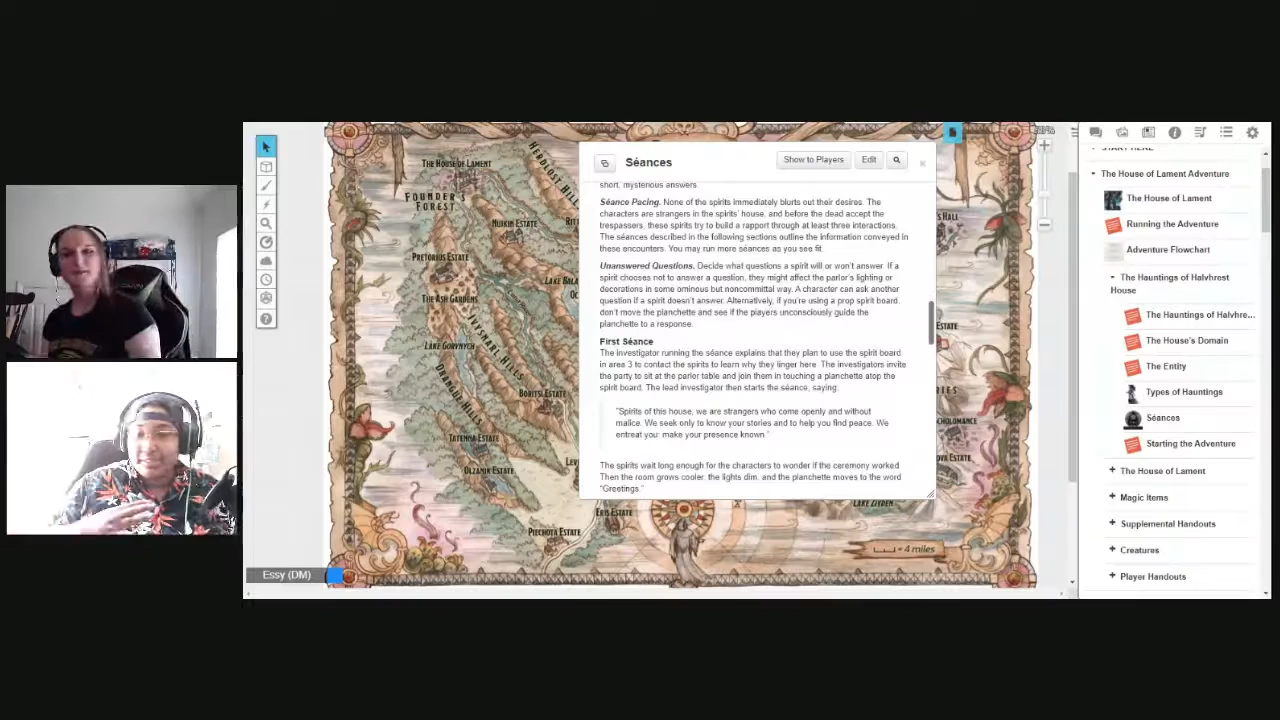 Séances
Show to Players
Edit
short, mysterious answers
Séance Pacing. None of the spirits immediately blurts out their desires. The
characters are strangers in the spirits' house, and before the dead accept the
trespassers, these spirits try to build a rapport through at least three interactions.
The séances described in the following sections outline the information conveyed in
these encounters. You may run more séances as you see fit.
Unanswered Questions. Decide what questions a spirit will or won't answer. If a
spirit chooses not to answer a question, they might affect the parlor's lighting or
decorations in some ominous but noncommittal way. A character can ask another
question if a spirit doesn't answer. Alternatively, if you're using a prop spirit board,
don't move the planchette and see if the players unconsciously guide the
planchette to a response.
First Séance
The investigator running the séance explains that they plan to use the spirit board
in area 3 to contact the spirits to learn why they linger here. The investigators invite
the party to sit at the parlor table and join them in touching a planchette atop the
spirit board. The lead investigator then starts the séance, saying:
"Spirits of this house, we are strangers who come openly and without
malice. We seek only to know your stories and to help you find peace. We
entreat you: make your presence known."
The spirits wait long enough for the characters to wonder if the ceremony worked.
Then the room grows cooler, the lights dim, and the planchette moves to the word
"Greetings."
The House of Lament
Founder's
Forest
Nuikin Estate
Pretorius Estate
The Ash Gardens
Lake Gorynych
Boritsi Estate
Tatenna Estate
Olzanik Estate
Piechota Estate
Eris Estate
Lake Ziyden
= 4 miles
Essy (DM)
START HERE
The House of Lament Adventure
The House of Lament
Running the Adventure
Adventure Flowchart
The Hauntings of Halvhrest
House
The Hauntings of Halvhre...
The House's Domain
The Entity
Types of Hauntings
Séances
Starting the Adventure
The House of Lament
Magic Items
Supplemental Handouts
Creatures
Player Handouts